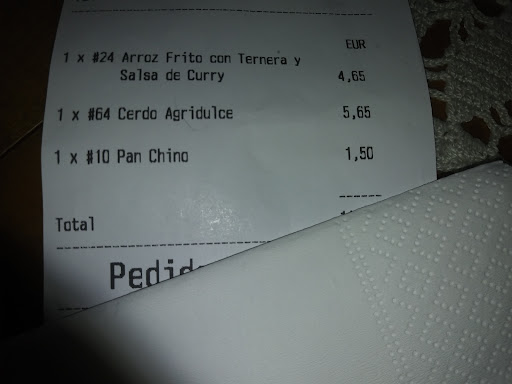 EUR
1 x #24 Arroz Frito con Ternera y
Salsa de Curry 4,65
1 x #64 Cerdo Agridulce 5,65
1 x #10 Pan Chino 1,50
Total